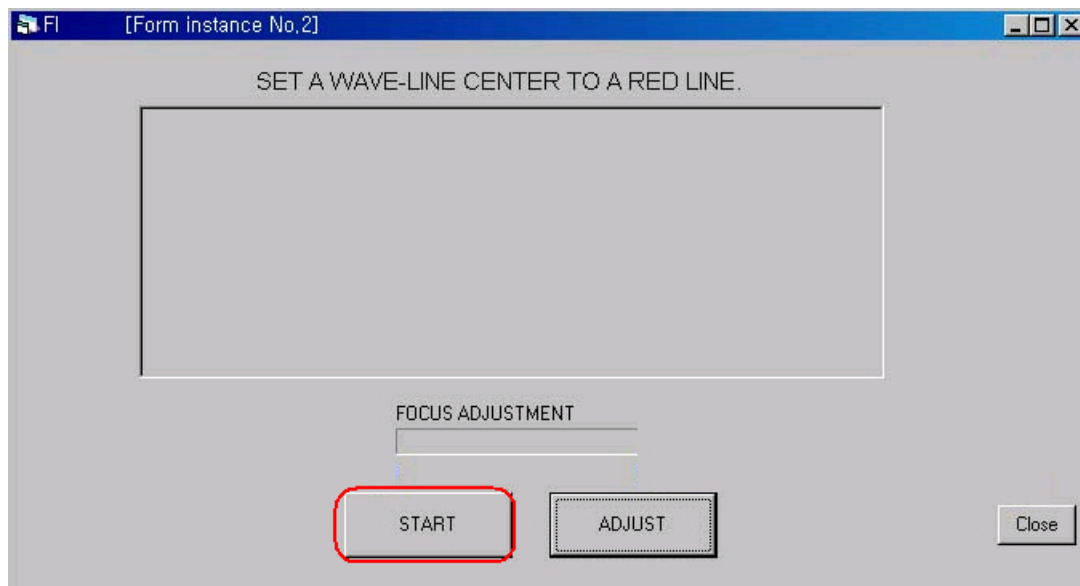 FI [Form instance No,2]
SET A WAVE-LINE CENTER TO A RED LINE.
FOCUS ADJUSTMENT
START ADJUST Close